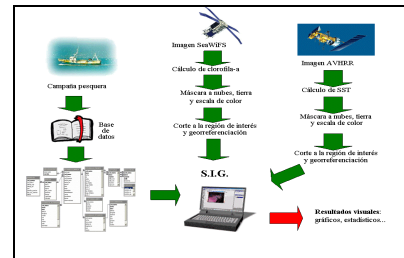 Imagen SeaWiFS
Cálculo de clorofila-a
Máscara a nubes, tierra
y escala de color
Corte a la región de interés
y georreferenciación
Imagen AVHRR
Cálculo de SST
Máscara a nubes, tierra
y escala de color
Corte a la región de interés
y georreferenciación
Campaña pesquera
Base
de
datos
S.I.G.
Resultados visuales:
gráficos, estadísticos...